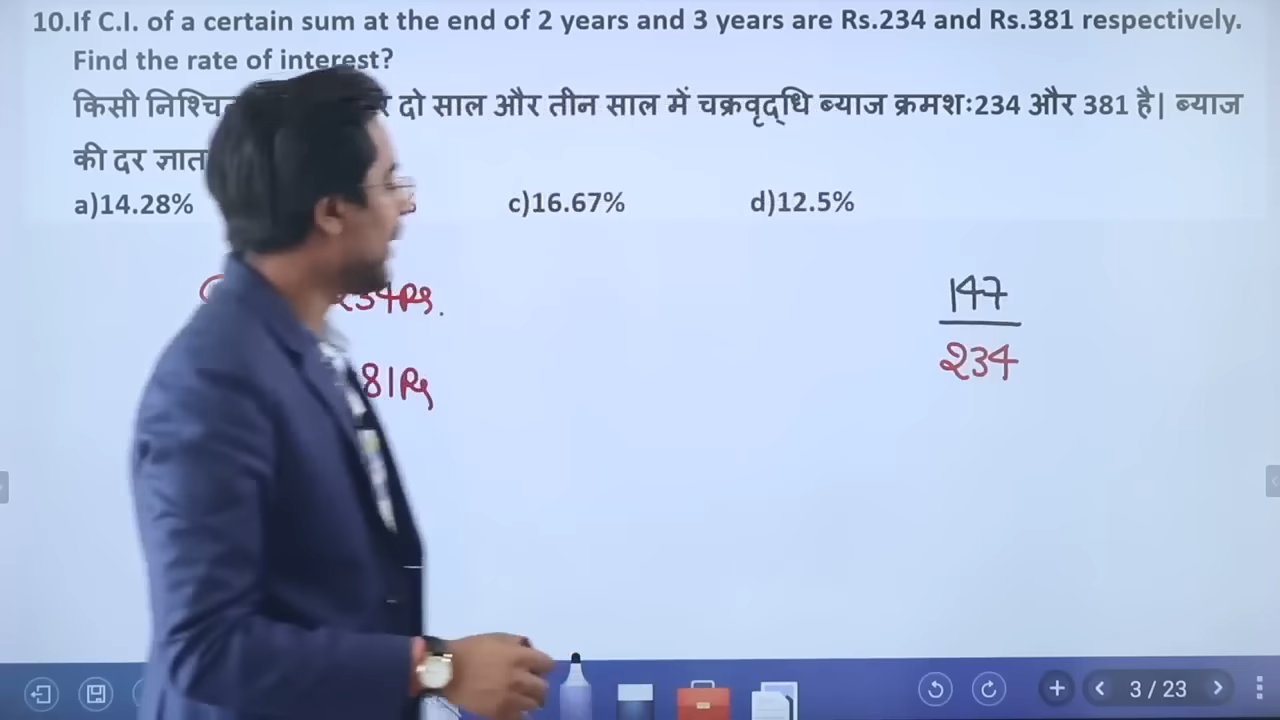 10.If C.I. of a certain sum at the end of 2 years and 3 years are Rs.234 and Rs.381 respectively.
Find the rate of interest?
दो साल और तीन साल में चक्रवृद्धि ब्याज क्रमशः234 और 381 है| ब्याज
की दर ज्ञात
a)14.28% c)16.67% d)12.5%
234Rs.
147
81Rs
234
3 / 23